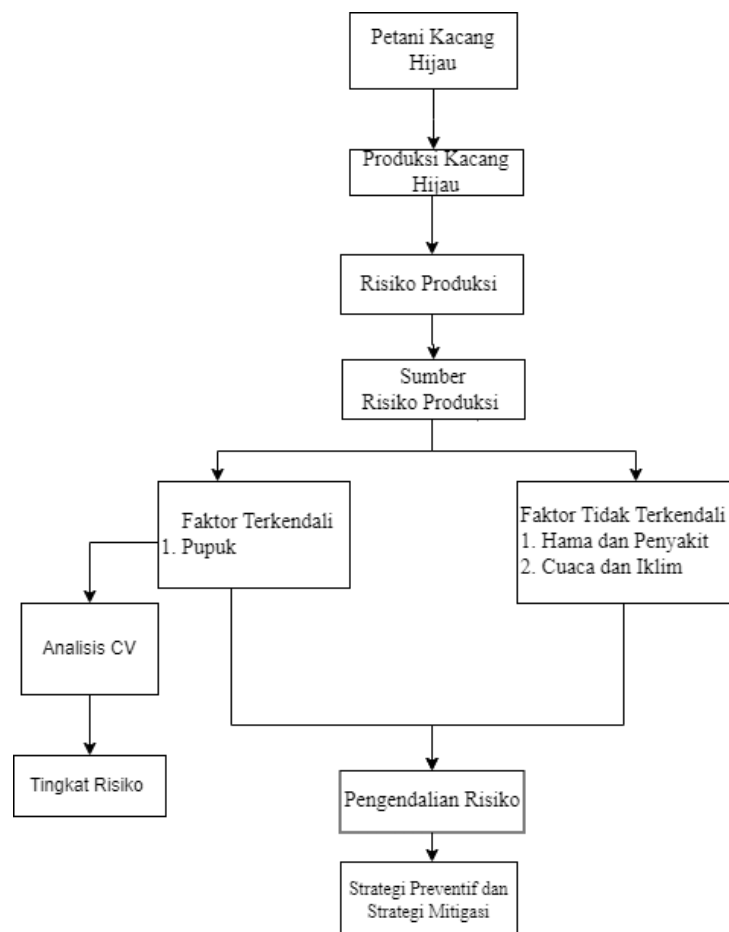 Petani Kacang
Hijau
Produksi Kacang
Hijau
Risiko Produksi
Sumber
Risiko Produksi
Faktor Terkendali
1. Pupuk
Faktor Tidak Terkendali
1. Hama dan Penyakit
2. Cuaca dan Iklim
Analisis CV
Tingkat Risiko
Pengendalian Risiko
Strategi Preventif dan
Strategi Mitigasi